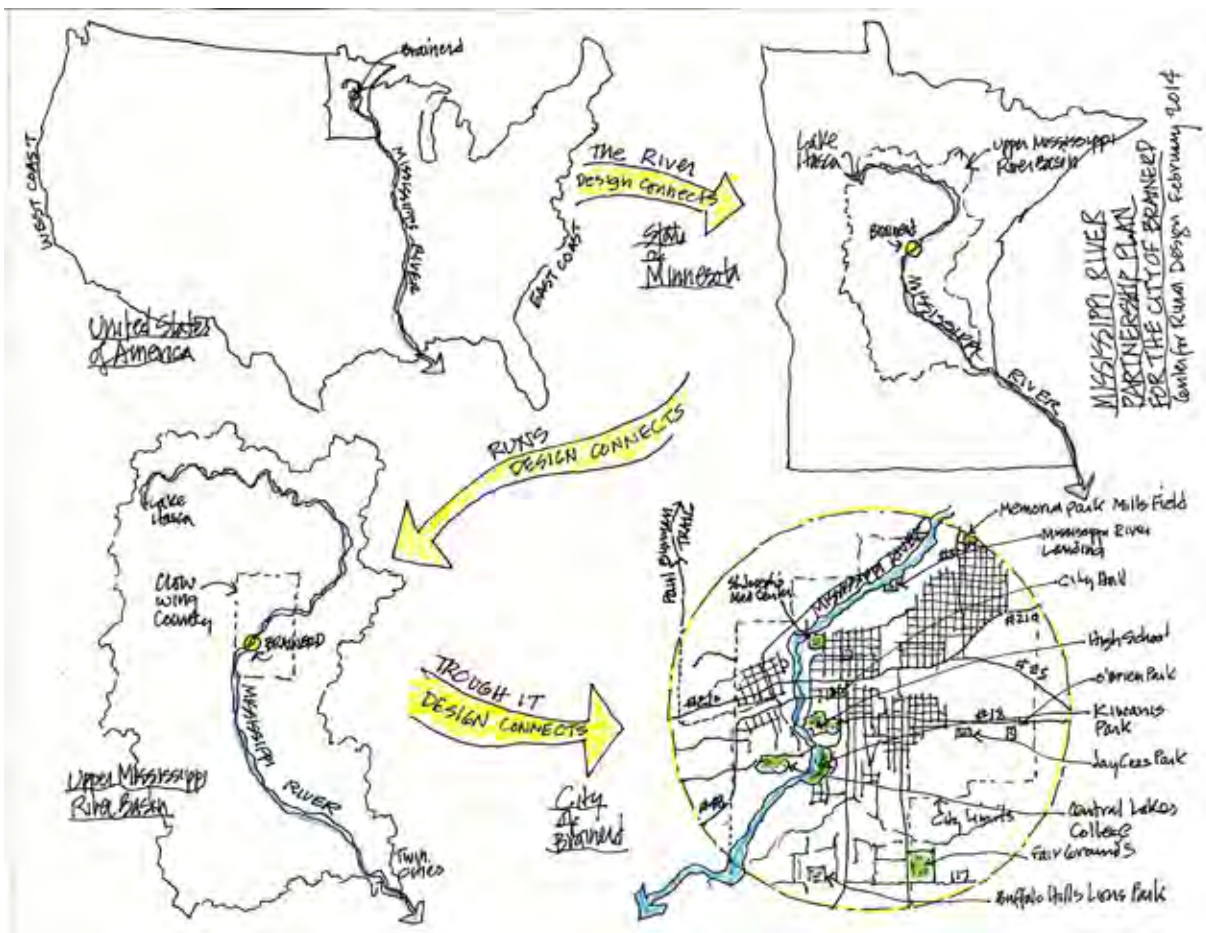 Brainerd
WEST COAST
MISSISSIPPI RIVER
EAST COAST
United States
of America
The River
Design Connects
State
of
Minnesota
Lake
Itasca
Upper Mississippi
River Basin
Brainerd
MISSISSIPPI
RIVER
MISSISSIPPI RIVER
PARTNERSHIP PLAN
FOR THE CITY OF BRAINERD
Center for Rural Design February 2014
RUNS
DESIGN CONNECTS
Lake
Itasca
Crow
Wing
County
BRAINERD
MISSISSIPPI
RIVER
Upper Mississippi
River Basin
Twin
Cities
TROUGH IT
DESIGN CONNECTS
City
of
Brainerd
Paul Bunyan
TRAIL
MISSISSIPPI RIVER
Memorial Park Mills Field
Mississippi River
Landing
City Hall
#210
High School
#25
O'Brien Park
#18
Kiwanis
Park
JayCees Park
Central Lakes
College
City Limits
Fair Grounds
Buffalo Hills Lions Park